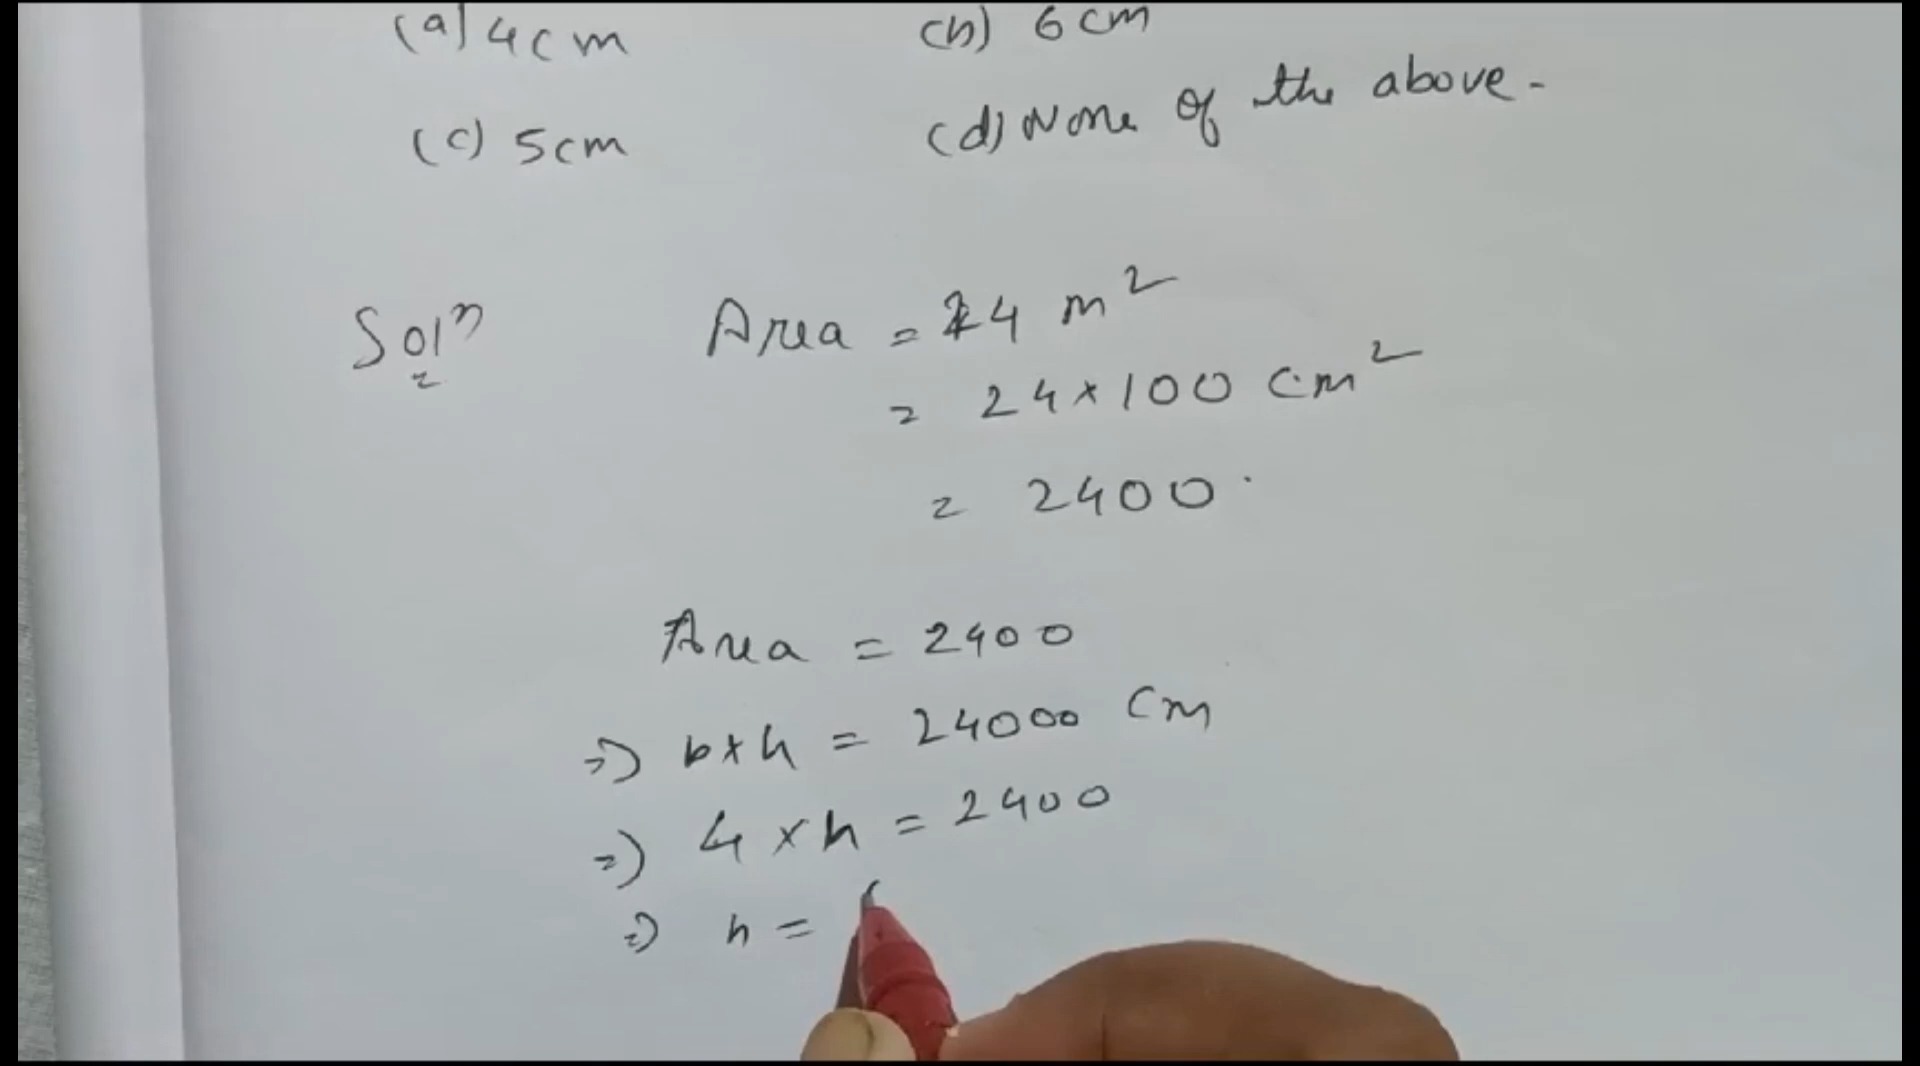 (a) 4cm (b) 6cm
(c) 5cm (d) None of the above.
Solⁿ Area = 24 m²
= 24 × 100 cm²
= 2400
Area = 2400
=> b×h = 24000 cm
=> 4 × h = 2400
=> h =